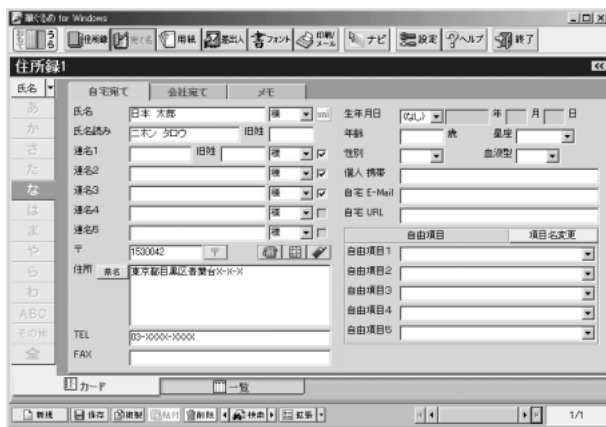 筆ぐるめ for Windows
おもて うら 住所録 宛て名 用紙 差出人 フォント 印刷/メール ナビ 設定 ヘルプ 終了
住所録1
氏名 自宅宛て 会社宛て メモ
あ
か
さ
た
な
は
ま
や
ら
わ
ABC
その他
全
氏名 日本 太郎 様 uni 生年月日 (なし) 年 月 日
氏名読み ニホン タロウ 旧姓 年齢 歳 星座
連名1 旧姓 様 性別 血液型
連名2 様 個人 携帯
連名3 様 自宅 E-Mail
連名4 様 自宅 URL
連名5 様 自由項目 項目名変更
〒 1530042 〒 自由項目1
住所 県名 東京都目黒区青葉台X-X-X 自由項目2
自由項目3
自由項目4
TEL 03-XXXX-XXXX 自由項目5
FAX
カード 一覧
新規 保存 複製 貼付 削除 検索 拡張 1/1